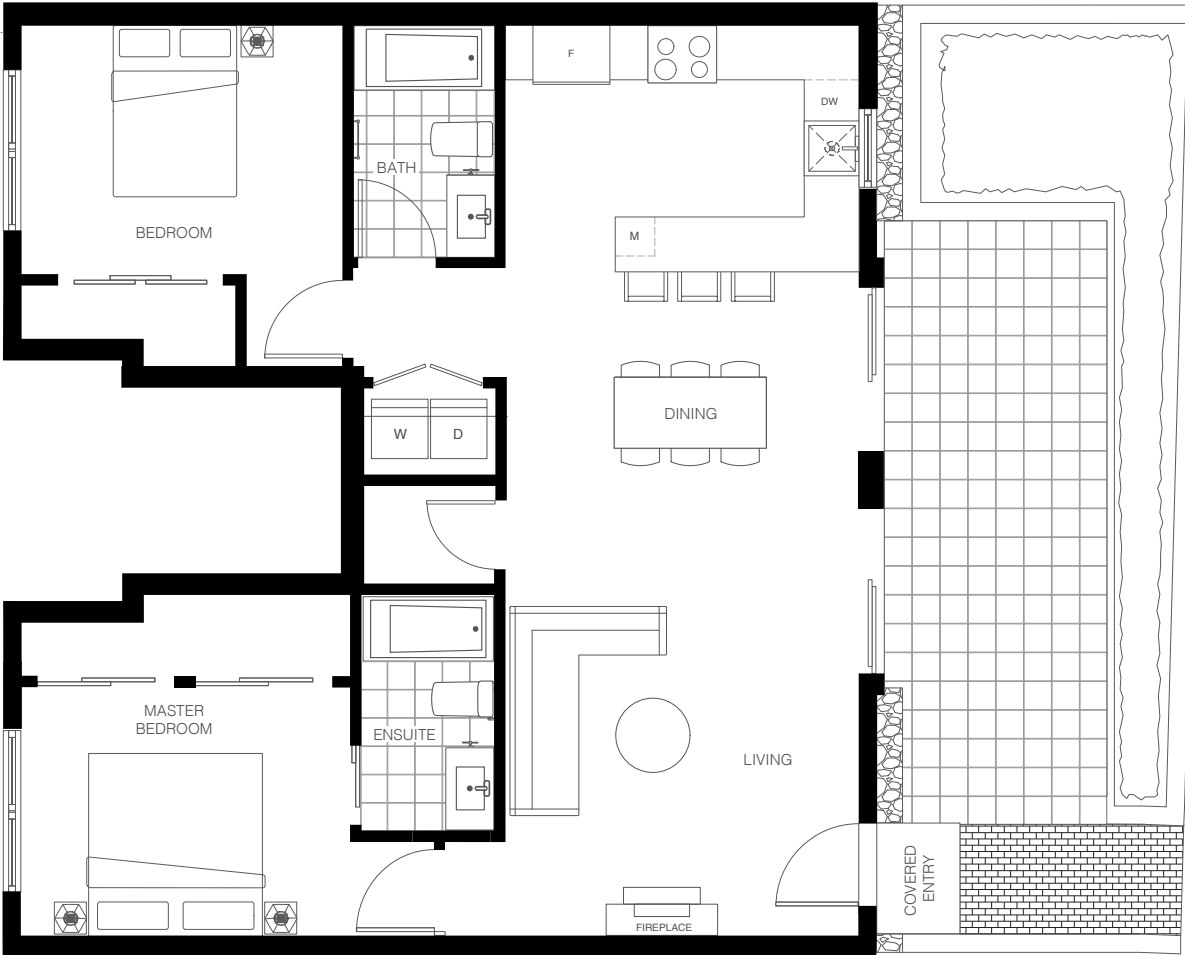 F
DW
BATH
BEDROOM
M
DINING
W
D
MASTER
BEDROOM
ENSUITE
LIVING
COVERED
ENTRY
FIREPLACE